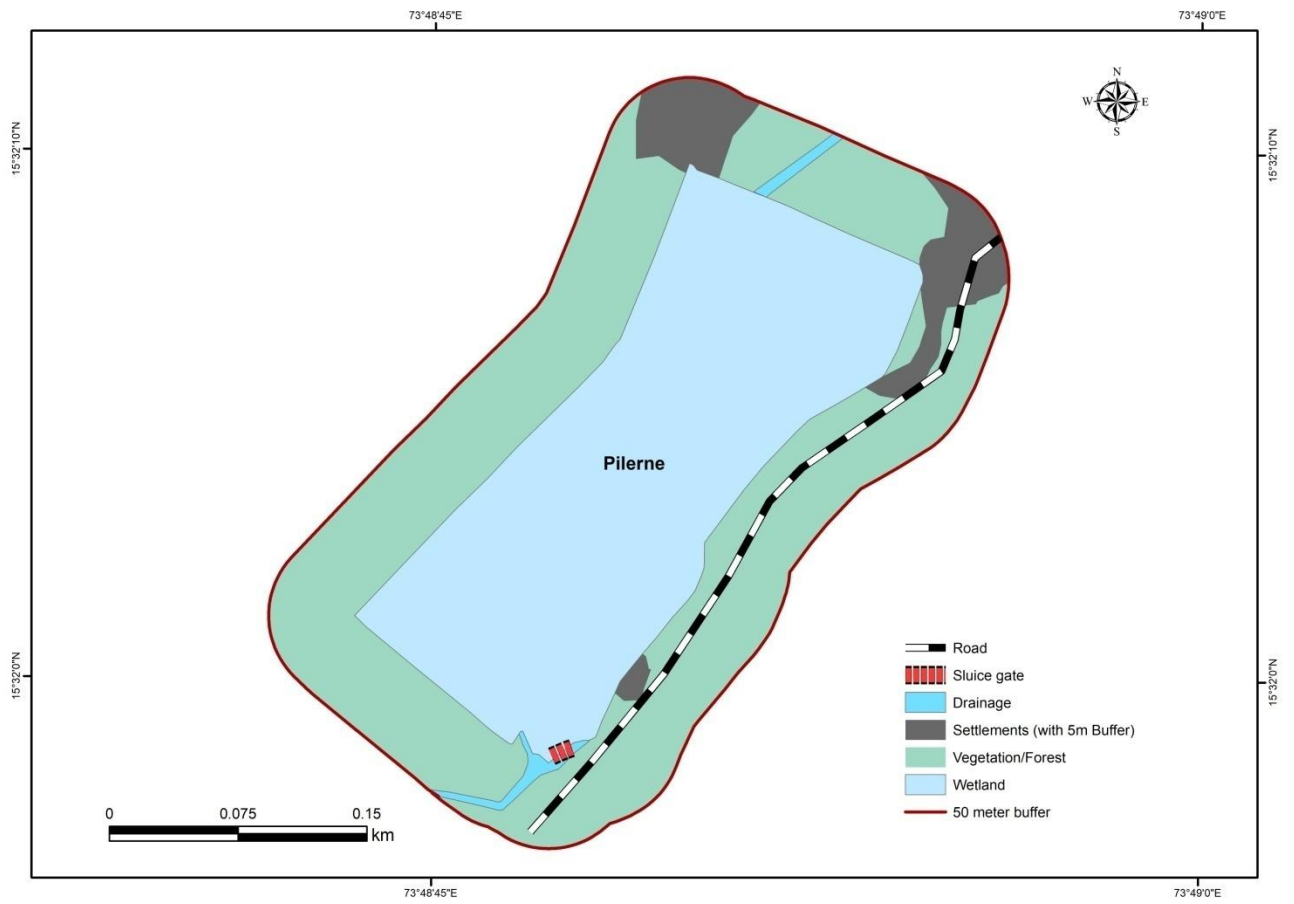 73°48'45"E
73°49'0"E
N
W
E
S
15°32'10"N
15°32'10"N
Pilerne
Road
Sluice gate
Drainage
Settlements (with 5m Buffer)
Vegetation/Forest
Wetland
50 meter buffer
15°32'0"N
15°32'0"N
0
0.075
0.15
km
73°48'45"E
73°49'0"E